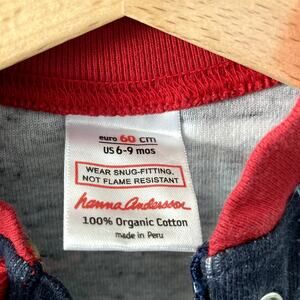 euro 60 cm
US 6-9 mos
WEAR SNUG-FITTING,
NOT FLAME RESISTANT
hanna Andersson
100% Organic Cotton
made in Peru